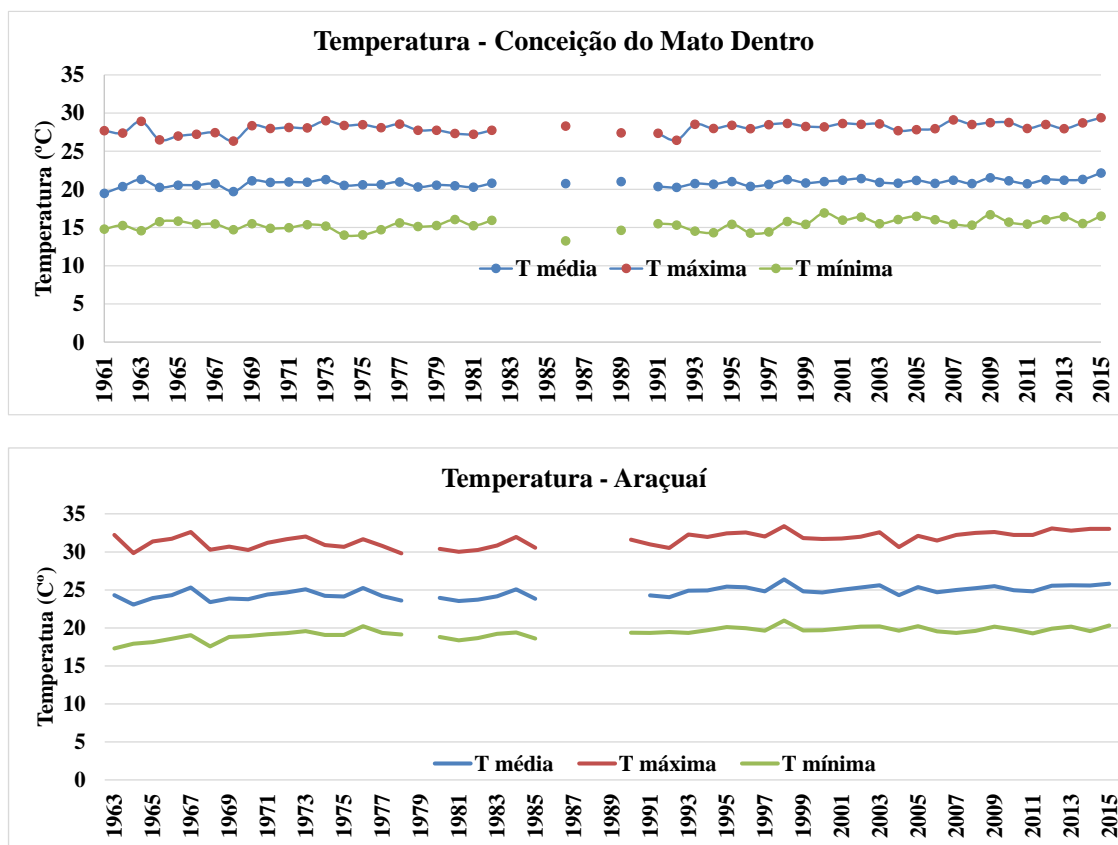 Temperatura - Conceição do Mato Dentro
Temperatura (ºC)
35
30
25
20
15
10
5
0
T média T máxima T mínima
1961 1963 1965 1967 1969 1971 1973 1975 1977 1979 1981 1983 1985 1987 1989 1991 1993 1995 1997 1999 2001 2003 2005 2007 2009 2011 2013 2015
Temperatura - Araçuaí
Temperatua (Cº)
35
30
25
20
15
10
5
0
T média T máxima T mínima
1963 1965 1967 1969 1971 1973 1975 1977 1979 1981 1983 1985 1987 1989 1991 1993 1995 1997 1999 2001 2003 2005 2007 2009 2011 2013 2015